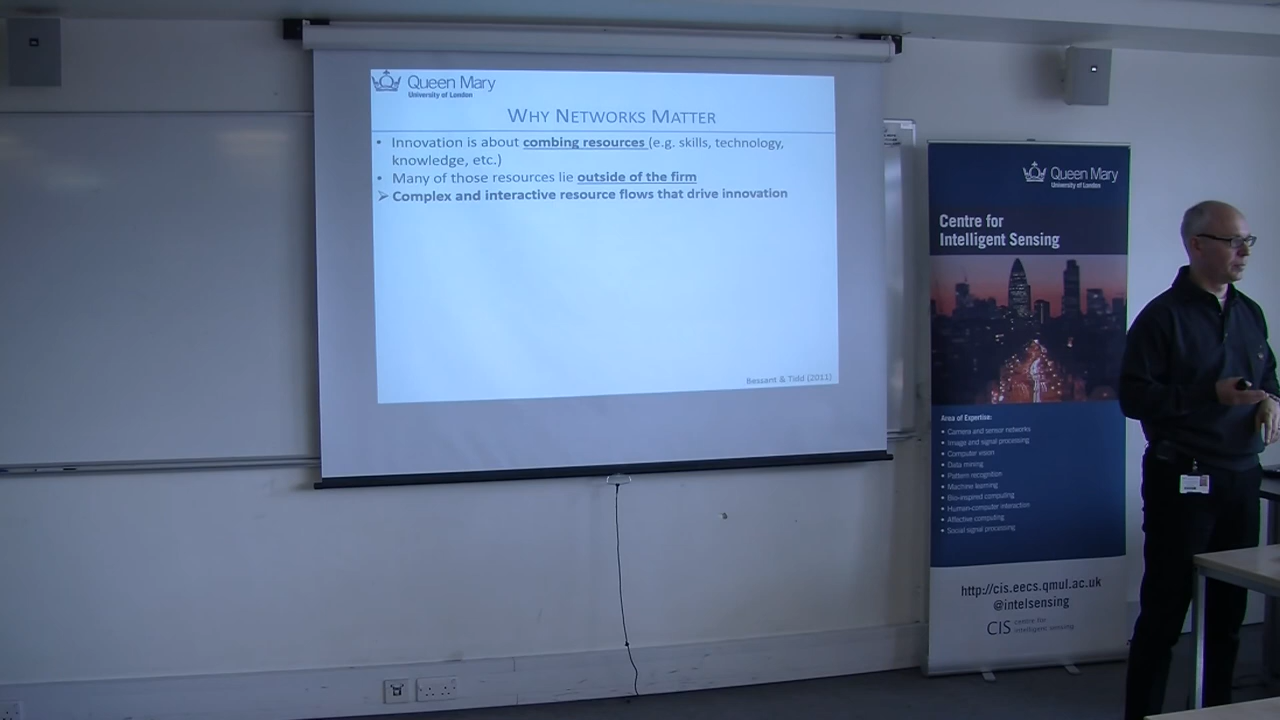 Queen Mary
University of London
WHY NETWORKS MATTER
• Innovation is about combing resources (e.g. skills, technology,
knowledge, etc.)
• Many of those resources lie outside of the firm
➢ Complex and interactive resource flows that drive innovation
Bessant & Tidd (2011)
Queen Mary
University of London
Centre for
Intelligent Sensing
Area of Expertise:
• Camera and sensor networks
• Image and signal processing
• Computer vision
• Data mining
• Pattern recognition
• Machine learning
• Bio-inspired computing
• Human-computer interaction
• Affective computing
• Social signal processing
http://cis.eecs.qmul.ac.uk
@intelsensing
CIS centre for
intelligent sensing